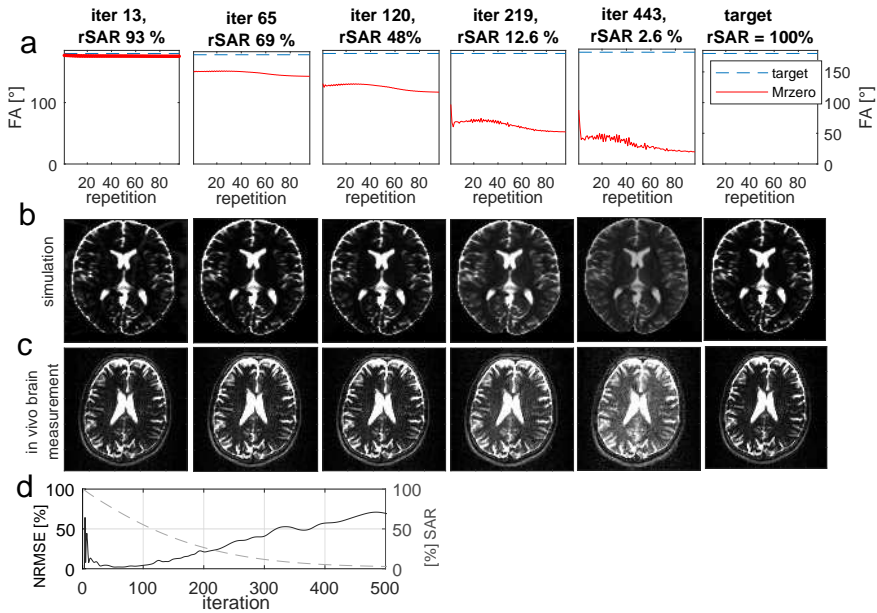 a
iter 13,
rSAR 93 %
iter 65
rSAR 69 %
iter 120,
rSAR 48%
iter 219,
rSAR 12.6 %
iter 443,
rSAR 2.6 %
target
rSAR = 100%
FA [°]
100
0
20 40 60 80
repetition
20 40 60 80
repetition
20 40 60 80
repetition
20 40 60 80
repetition
20 40 60 80
repetition
20 40 60 80
repetition
target
Mrzero
150
100
50
0
FA [°]
b
simulation
c
in vivo brain
measurement
d
NRMSE [%]
100
50
0
0 100 200 300 400 500
iteration
100
50
0
[%] SAR